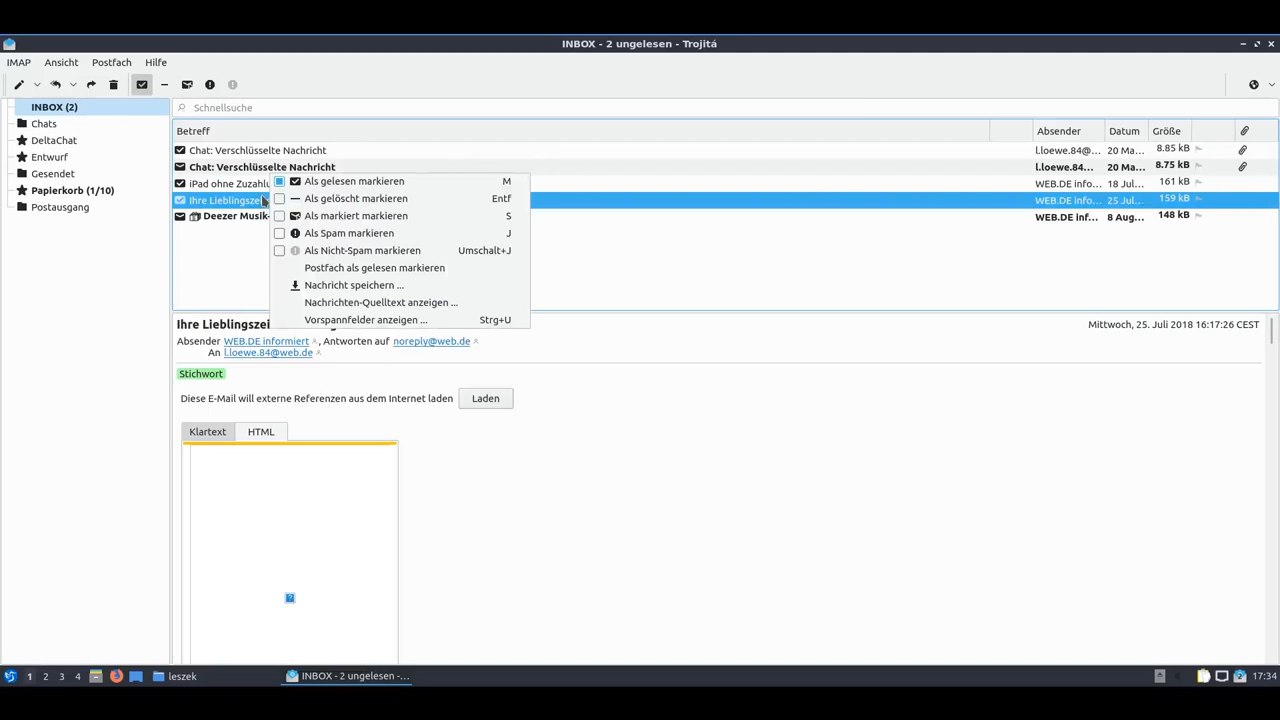 INBOX - 2 ungelesen - Trojitá
IMAP Ansicht Postfach Hilfe
INBOX (2)
Chats
DeltaChat
Entwurf
Gesendet
Papierkorb (1/10)
Postausgang
Schnellsuche
Betreff Absender Datum Größe
Chat: Verschlüsselte Nachricht l.loewe.84@... 20 Ma... 8.85 kB
Chat: Verschlüsselte Nachricht l.loewe.84... 20 Ma... 8.75 kB
iPad ohne Zuzahlu WEB.DE info... 18 Jul... 161 kB
Ihre Lieblingszei WEB.DE info... 25 Jul... 159 kB
Deezer Musik- WEB.DE inf... 8 Aug... 148 kB
Als gelesen markieren M
Als gelöscht markieren Entf
Als markiert markieren S
Als Spam markieren J
Als Nicht-Spam markieren Umschalt+J
Postfach als gelesen markieren
Nachricht speichern ...
Nachrichten-Quelltext anzeigen ...
Vorspannfelder anzeigen ... Strg+U
Ihre Lieblingszei Mittwoch, 25. Juli 2018 16:17:26 CEST
Absender WEB.DE informiert, Antworten auf noreply@web.de
An l.loewe.84@web.de
Stichwort
Diese E-Mail will externe Referenzen aus dem Internet laden Laden
Klartext HTML
1 2 3 4 leszek INBOX - 2 ungelesen -... 17:34